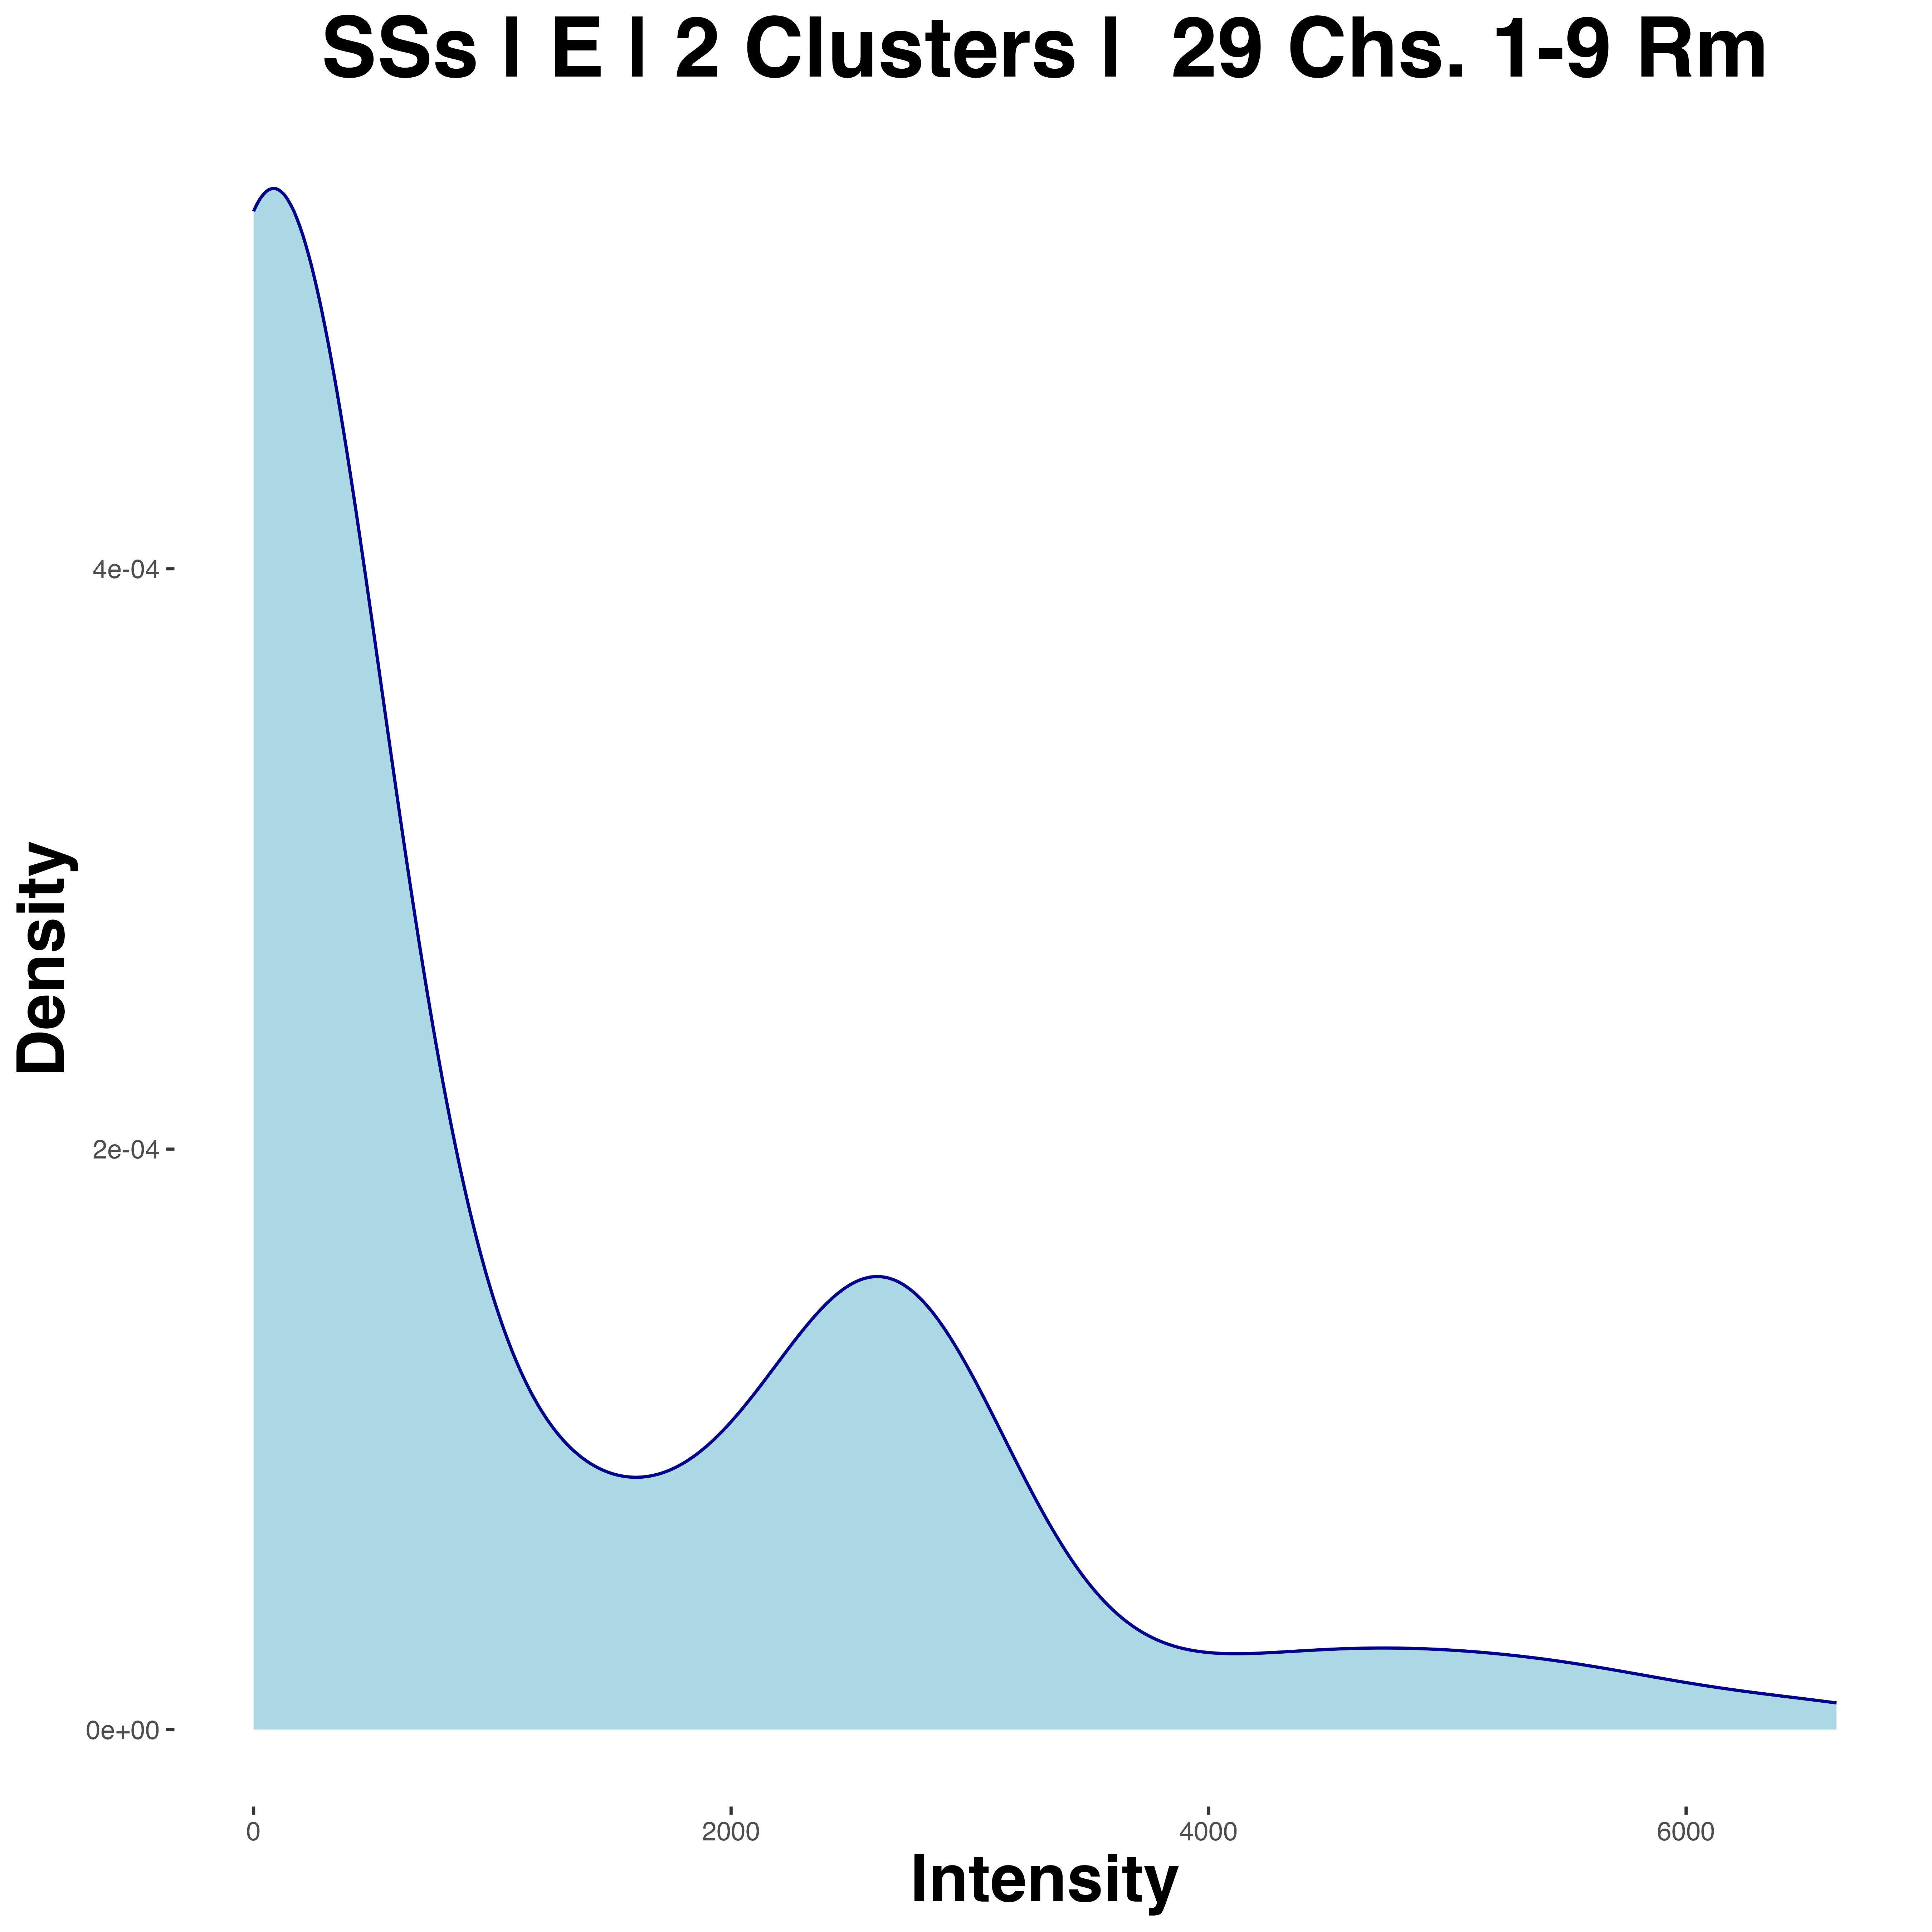 SSs | E | 2 Clusters |  29 Chs. 1-9 Rm
Density
4e-04
2e-04
0e+00
0 2000 4000 6000
Intensity